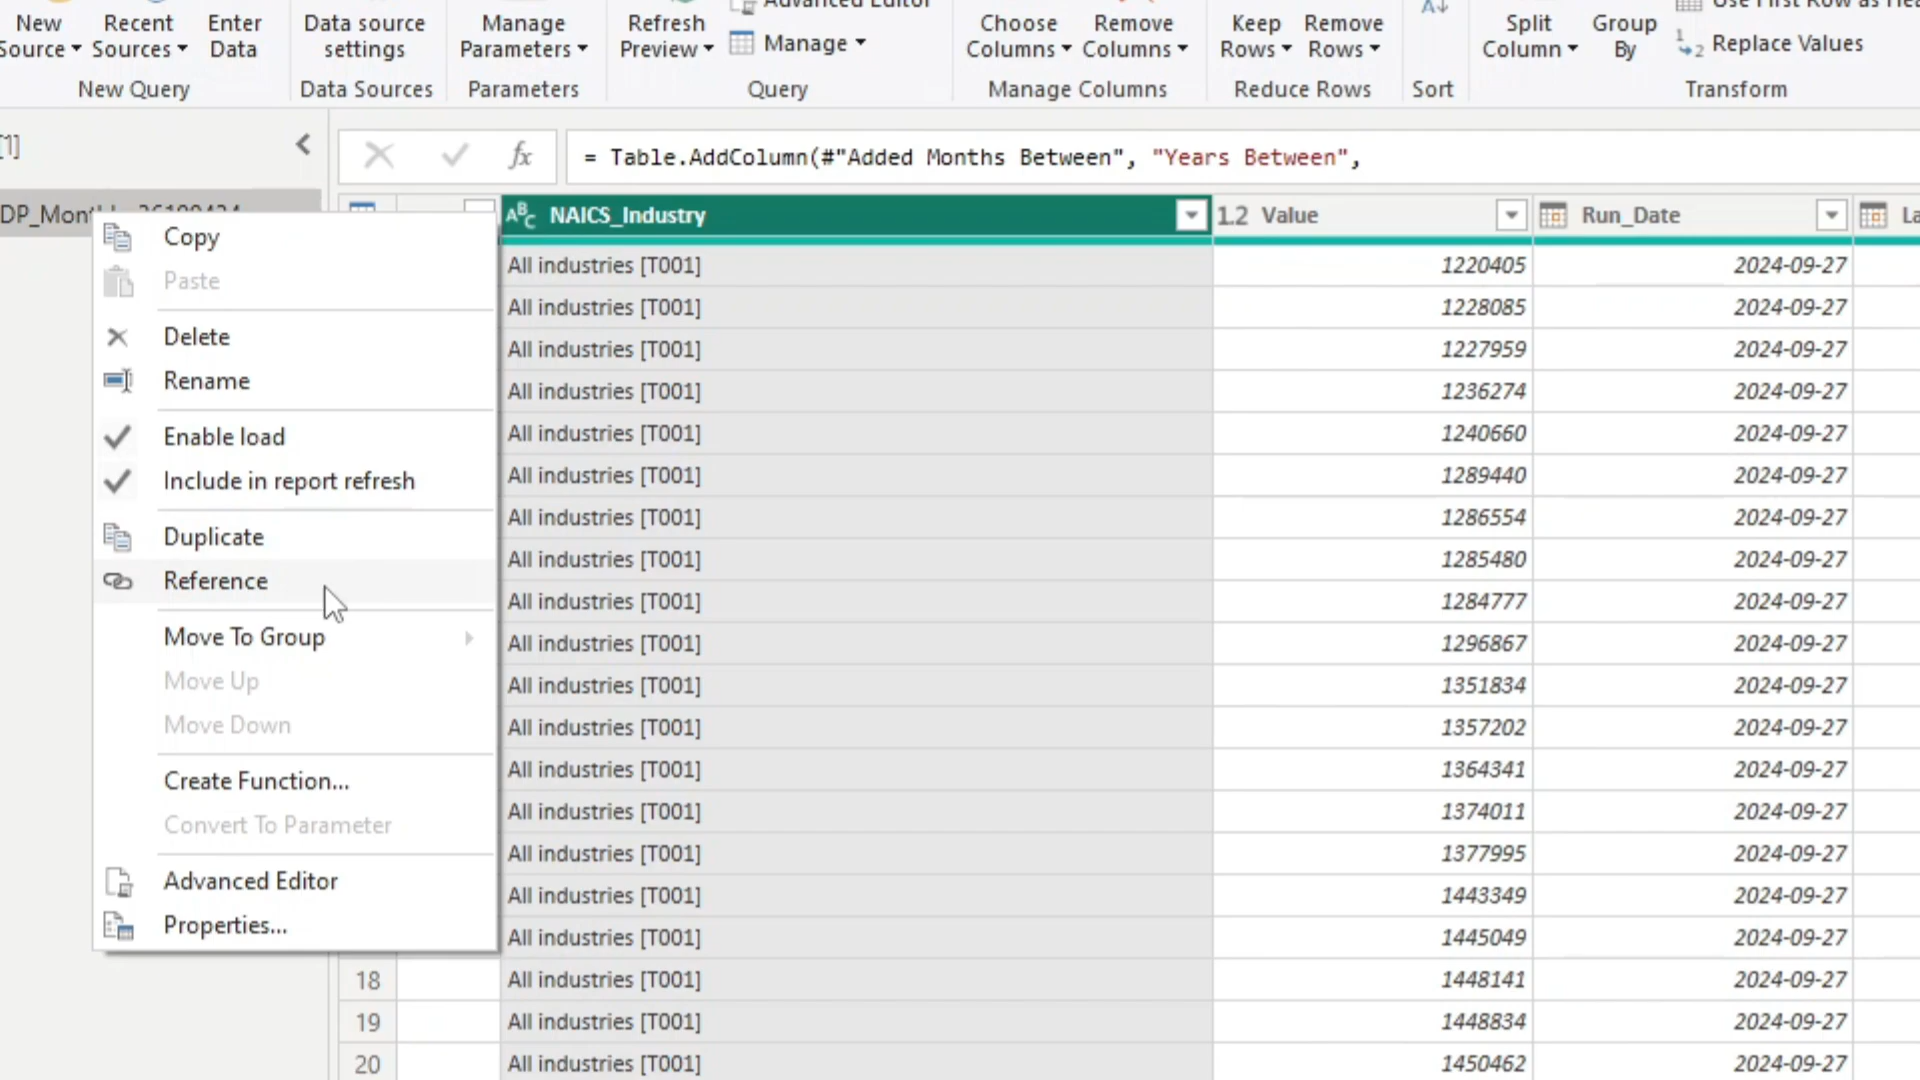 New Source
Recent Sources
Enter Data
New Query
Data source settings
Data Sources
Manage Parameters
Parameters
Refresh Preview
Advanced Editor
Manage
Query
Choose Columns
Remove Columns
Manage Columns
Keep Rows
Remove Rows
Reduce Rows
Sort
Split Column
Group By
Replace Values
Transform
[1]
fx
= Table.AddColumn(#"Added Months Between", "Years Between",
ABC NAICS_Industry
1.2 Value
Run_Date
Copy
Paste
Delete
Rename
Enable load
Include in report refresh
Duplicate
Reference
Move To Group
Move Up
Move Down
Create Function...
Convert To Parameter
Advanced Editor
Properties...
All industries [T001] 1220405 2024-09-27
All industries [T001] 1228085 2024-09-27
All industries [T001] 1227959 2024-09-27
All industries [T001] 1236274 2024-09-27
All industries [T001] 1240660 2024-09-27
All industries [T001] 1289440 2024-09-27
All industries [T001] 1286554 2024-09-27
All industries [T001] 1285480 2024-09-27
All industries [T001] 1284777 2024-09-27
All industries [T001] 1296867 2024-09-27
All industries [T001] 1351834 2024-09-27
All industries [T001] 1357202 2024-09-27
All industries [T001] 1364341 2024-09-27
All industries [T001] 1374011 2024-09-27
All industries [T001] 1377995 2024-09-27
All industries [T001] 1443349 2024-09-27
All industries [T001] 1445049 2024-09-27
18 All industries [T001] 1448141 2024-09-27
19 All industries [T001] 1448834 2024-09-27
20 All industries [T001] 1450462 2024-09-27